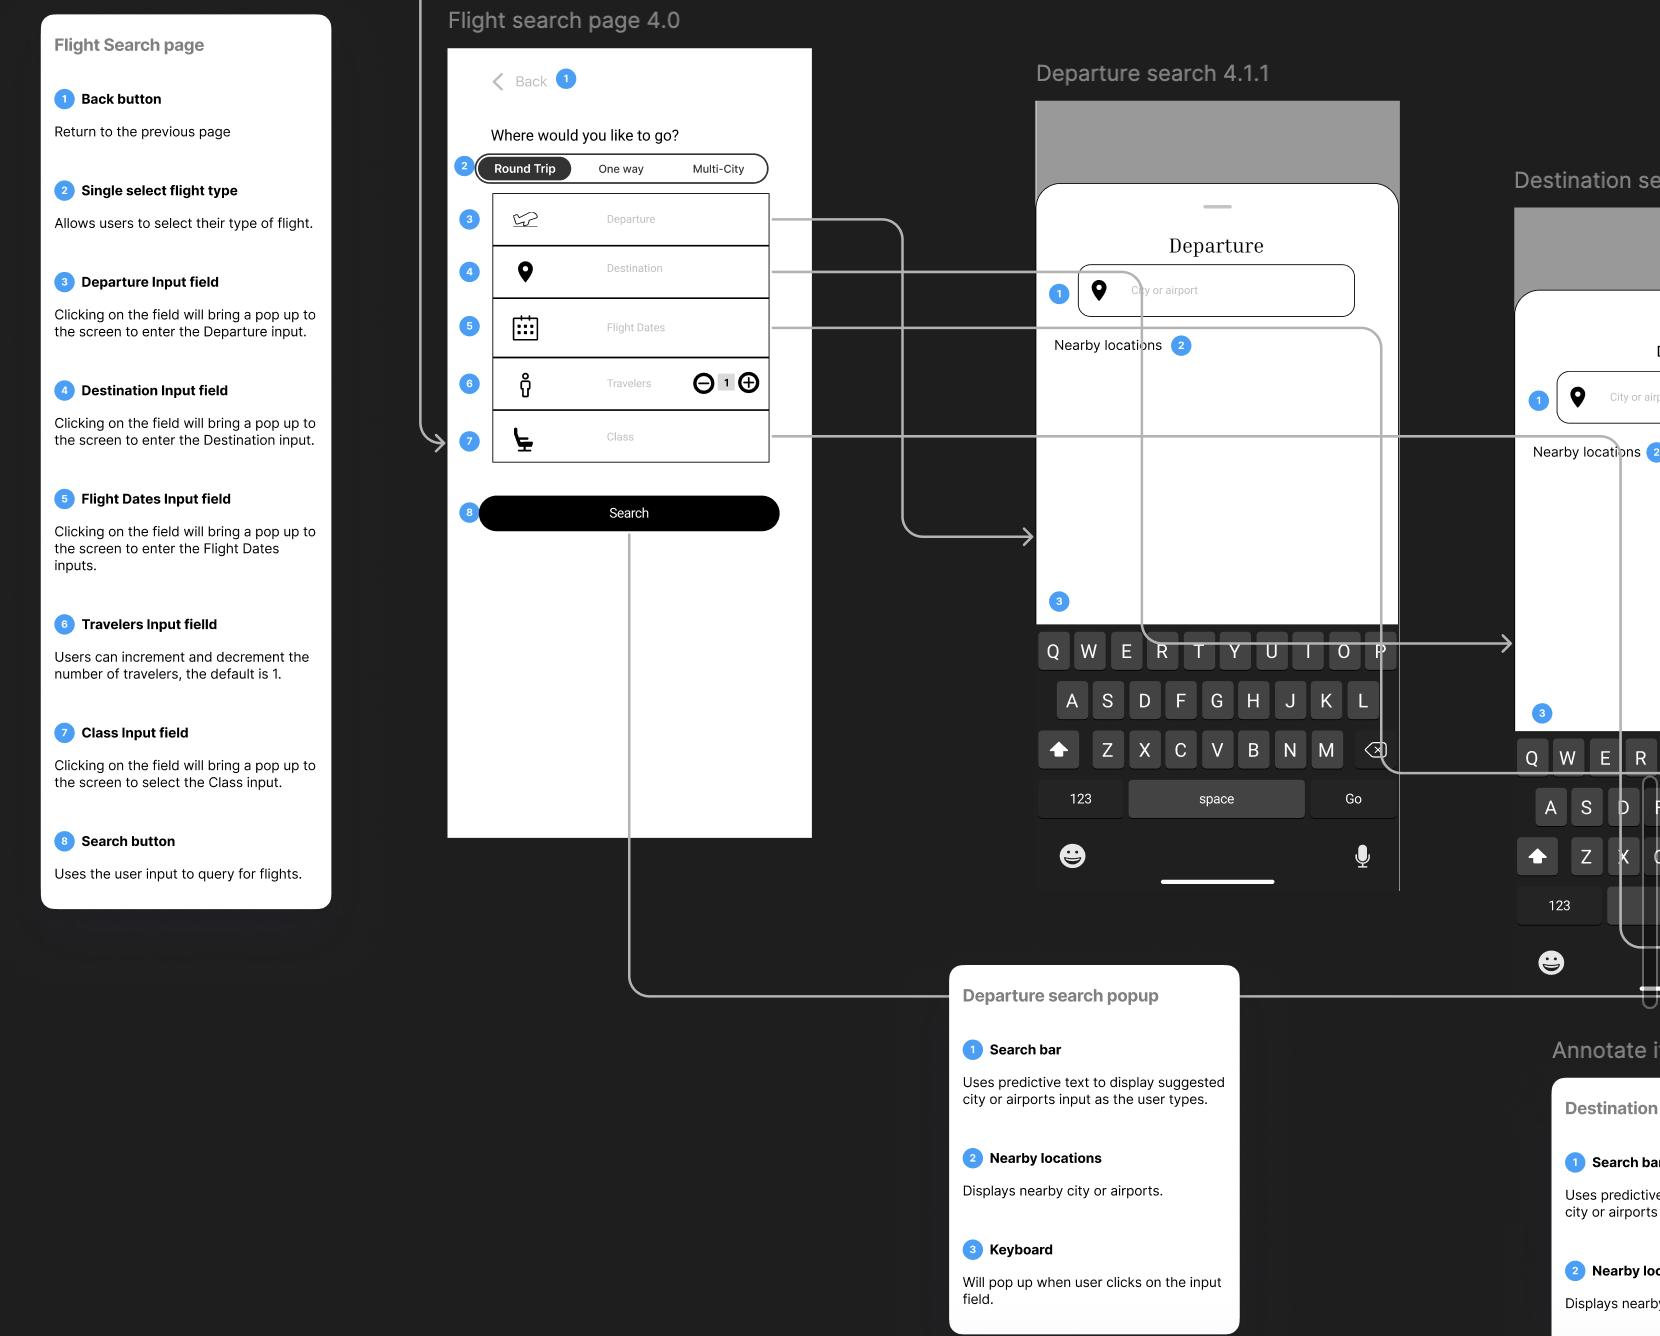 Flight Search page
1 Back button
Return to the previous page
2 Single select flight type
Allows users to select their type of flight.
3 Departure Input field
Clicking on the field will bring a pop up to
the screen to enter the Departure input.
4 Destination Input field
Clicking on the field will bring a pop up to
the screen to enter the Destination input.
5 Flight Dates Input field
Clicking on the field will bring a pop up to
the screen to enter the Flight Dates
inputs.
6 Travelers Input fielld
Users can increment and decrement the
number of travelers, the default is 1.
7 Class Input field
Clicking on the field will bring a pop up to
the screen to select the Class input.
8 Search button
Uses the user input to query for flights.
Flight search page 4.0
Back 1
Where would you like to go?
2 Round Trip One way Multi-City
3 Departure
4 Destination
5 Flight Dates
6 Travelers 1
7 Class
8 Search
Departure search 4.1.1
Departure
1 City or airport
Nearby locations 2
3
Q W E R T Y U I O P
A S D F G H J K L
Z X C V B N M
123 space Go
Departure search popup
1 Search bar
Uses predictive text to display suggested
city or airports input as the user types.
2 Nearby locations
Displays nearby city or airports.
3 Keyboard
Will pop up when user clicks on the input
field.
Destination se
D
1 City or airp
Nearby locations 2
3
Q W E R
A S D F
Z X C
123
Annotate i
Destination
1 Search bar
Uses predictive
city or airports
2 Nearby loc
Displays nearby